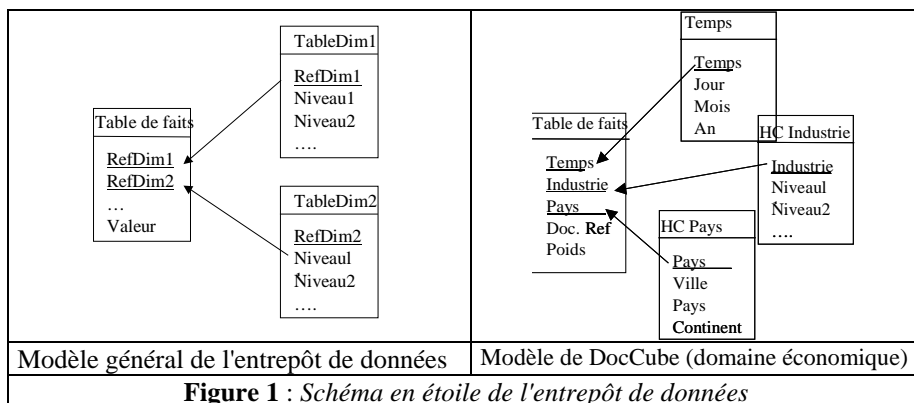 TableDim1
RefDim1
Niveau1
Niveau2
....
Table de faits
RefDim1
RefDim2
...
Valeur
TableDim2
RefDim2
Niveaul
Niveau2
....
Temps
Temps
Jour
Mois
An
Table de faits
Temps
Industrie
Pays
Doc. Ref
Poids
HC Industrie
Industrie
Niveaul
Niveau2
....
HC Pays
Pays
Ville
Pays
Continent
Modèle général de l'entrepôt de données
Modèle de DocCube (domaine économique)
Figure 1 : Schéma en étoile de l'entrepôt de données